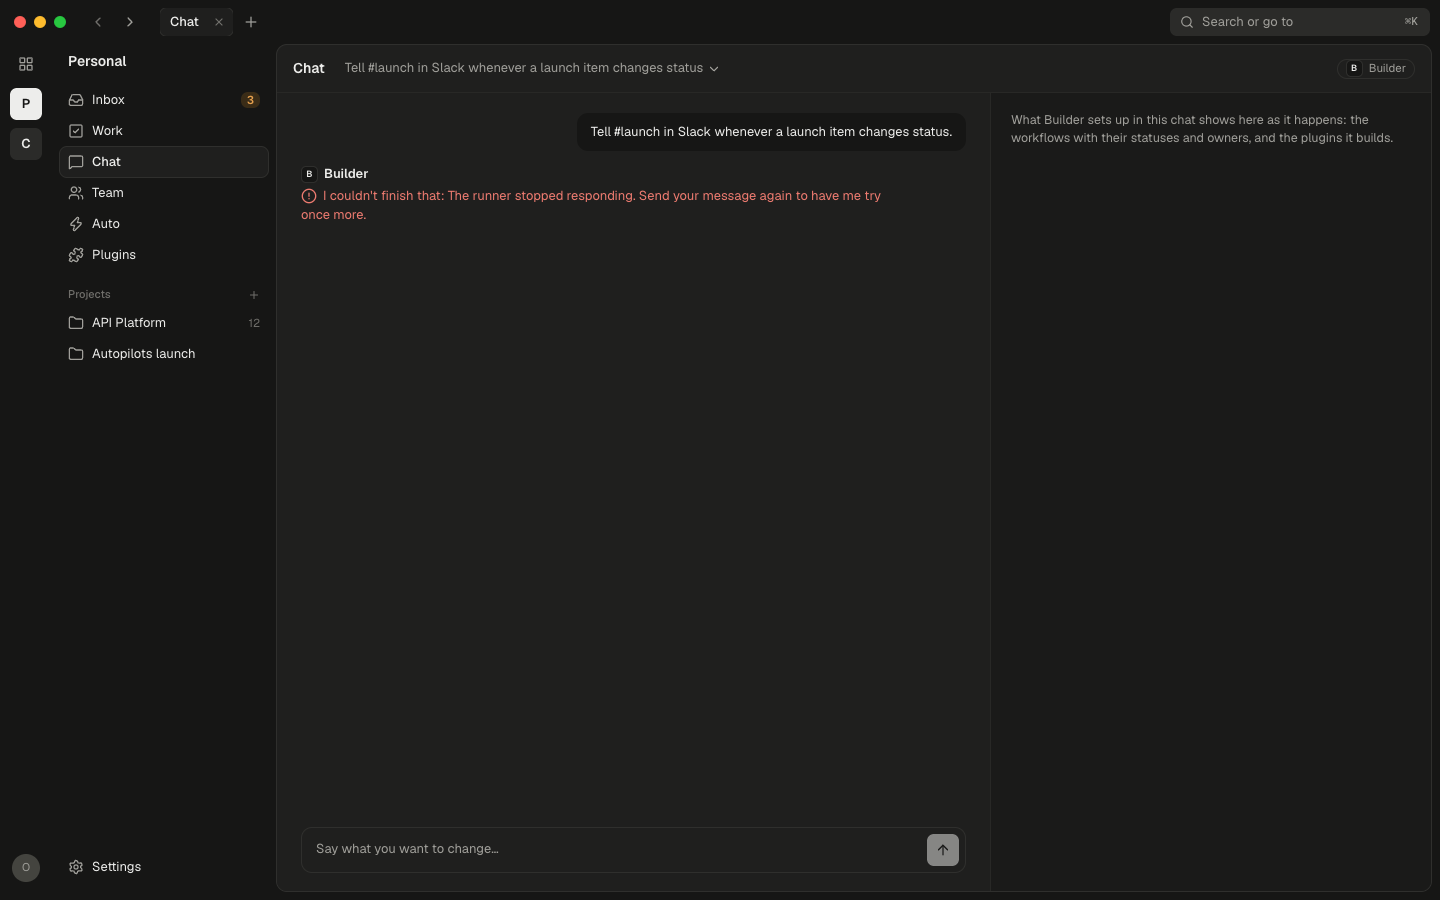 Chat
Search or go to
⌘K
Personal
P
C
Inbox
3
Work
Chat
Team
Auto
Plugins
Projects
API Platform
12
Autopilots launch
O
Settings
Chat
Tell #launch in Slack whenever a launch item changes status
B
Builder
Tell #launch in Slack whenever a launch item changes status.
B
Builder
I couldn't finish that: The runner stopped responding. Send your message again to have me try
once more.
Say what you want to change...
What Builder sets up in this chat shows here as it happens: the
workflows with their statuses and owners, and the plugins it builds.